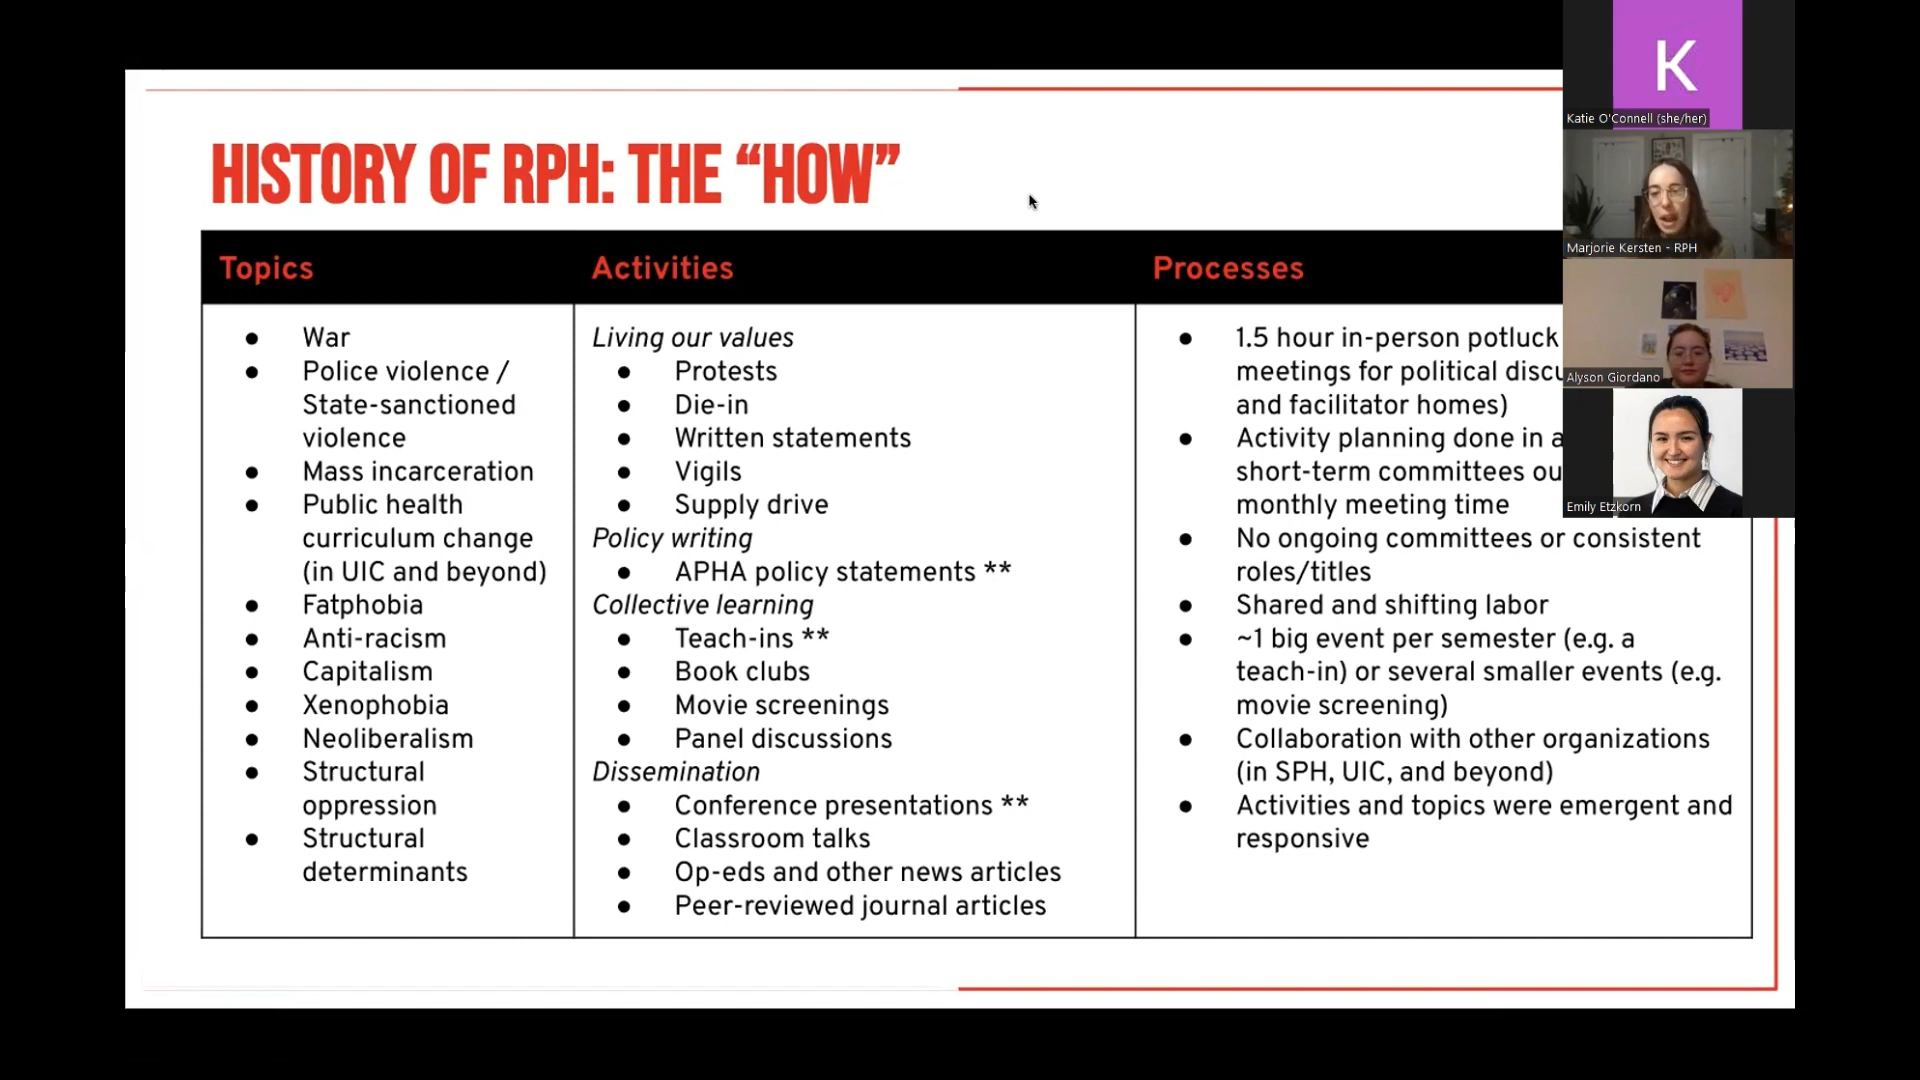 HISTORY OF RPH: THE “HOW”
Topics
● War
● Police violence /
State-sanctioned
violence
● Mass incarceration
● Public health
curriculum change
(in UIC and beyond)
● Fatphobia
● Anti-racism
● Capitalism
● Xenophobia
● Neoliberalism
● Structural
oppression
● Structural
determinants
Activities
Living our values
● Protests
● Die-in
● Written statements
● Vigils
● Supply drive
Policy writing
● APHA policy statements **
Collective learning
● Teach-ins **
● Book clubs
● Movie screenings
● Panel discussions
Dissemination
● Conference presentations **
● Classroom talks
● Op-eds and other news articles
● Peer-reviewed journal articles
Processes
● 1.5 hour in-person potluck
meetings for political
and facilitator homes)
● Activity planning done in
short-term committees
monthly meeting time
● No ongoing committees or consistent
roles/titles
● Shared and shifting labor
● ~1 big event per semester (e.g. a
teach-in) or several smaller events (e.g.
movie screening)
● Collaboration with other organizations
(in SPH, UIC, and beyond)
● Activities and topics were emergent and
responsive
K
Katie O'Connell (she/her)
Marjorie Kersten - RPH
Alyson Giordano
Emily Etzkorn